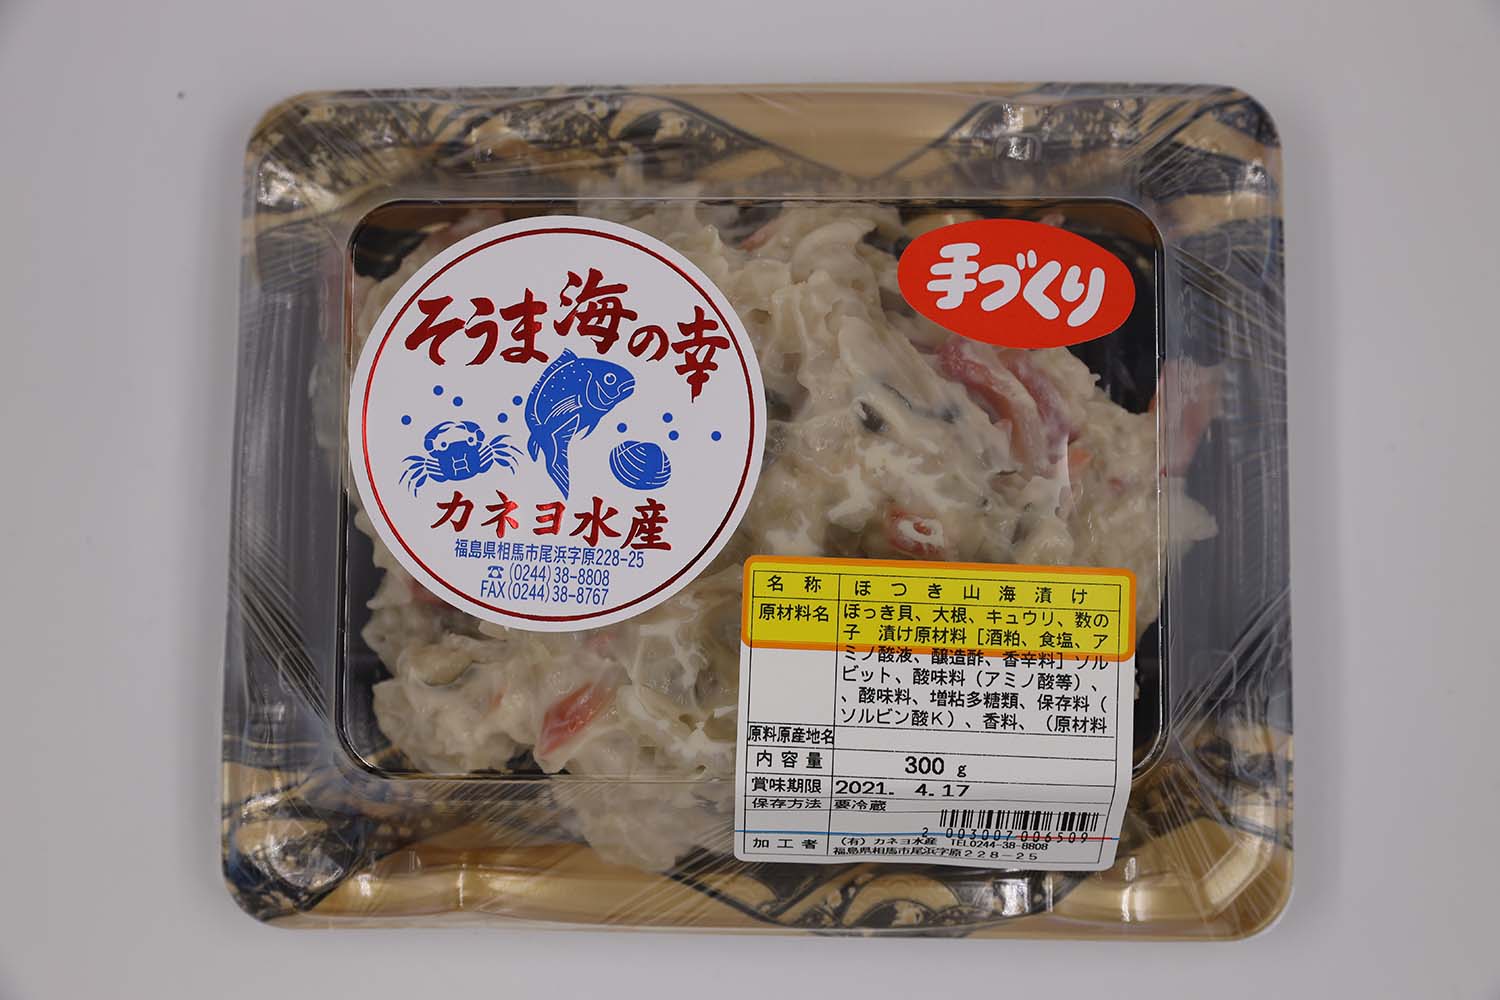 そうま海の幸
カネヨ水産
福島県相馬市尾浜字原228-25
☎(0244)38-8808
FAX(0244)38-8767
手づくり
名称 ほつき山海漬け
原材料名 ほっき貝、大根、キュウリ、数の
子 漬け原材料［酒粕、食塩、ア
ミノ酸液、醸造酢、香辛料］ソル
ビット、酸味料（アミノ酸等）、
、酸味料、増粘多糖類、保存料（
ソルビン酸K）、香料、（原材料
原料原産地名
内容量 300 g
賞味期限 2021. 4.17
保存方法 要冷蔵
2 003007 006509
加工者 （有）カネヨ水産 TEL0244-38-8808
福島県相馬市尾浜字原228-25